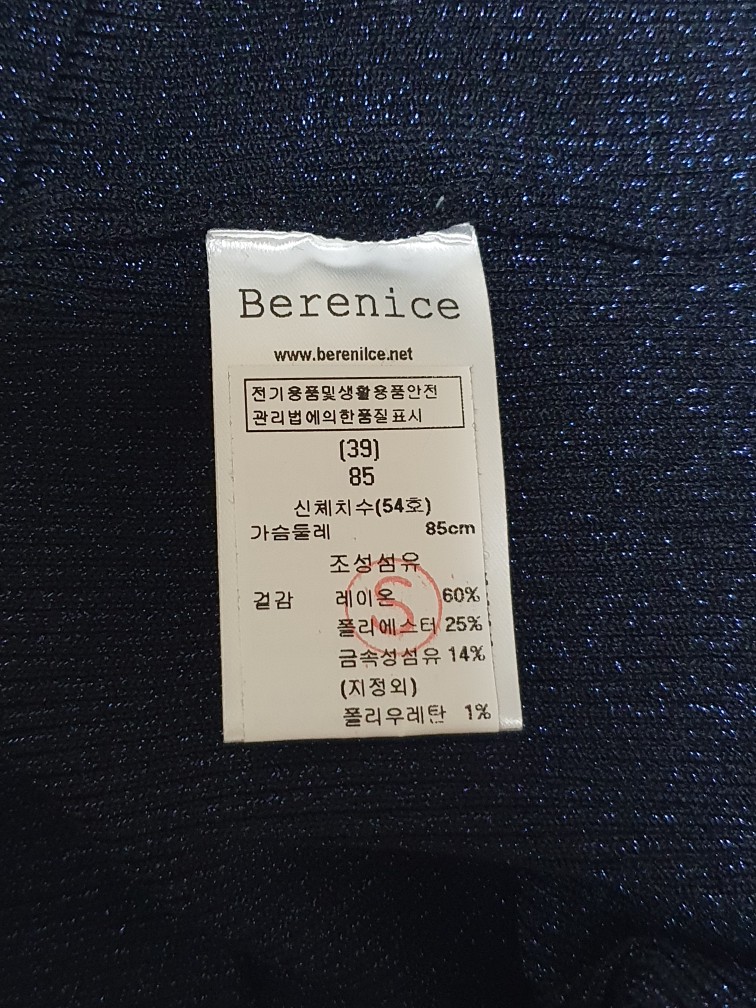 Berenice
www.berenilce.net
전기용품및생활용품안전
관리법에의한품질표시
(39)
85
신체치수(54호)
가슴둘레 85cm
조성섬유
겉감 레이온 60%
폴리에스터 25%
금속성섬유 14%
(지정외)
폴리우레탄 1%
S